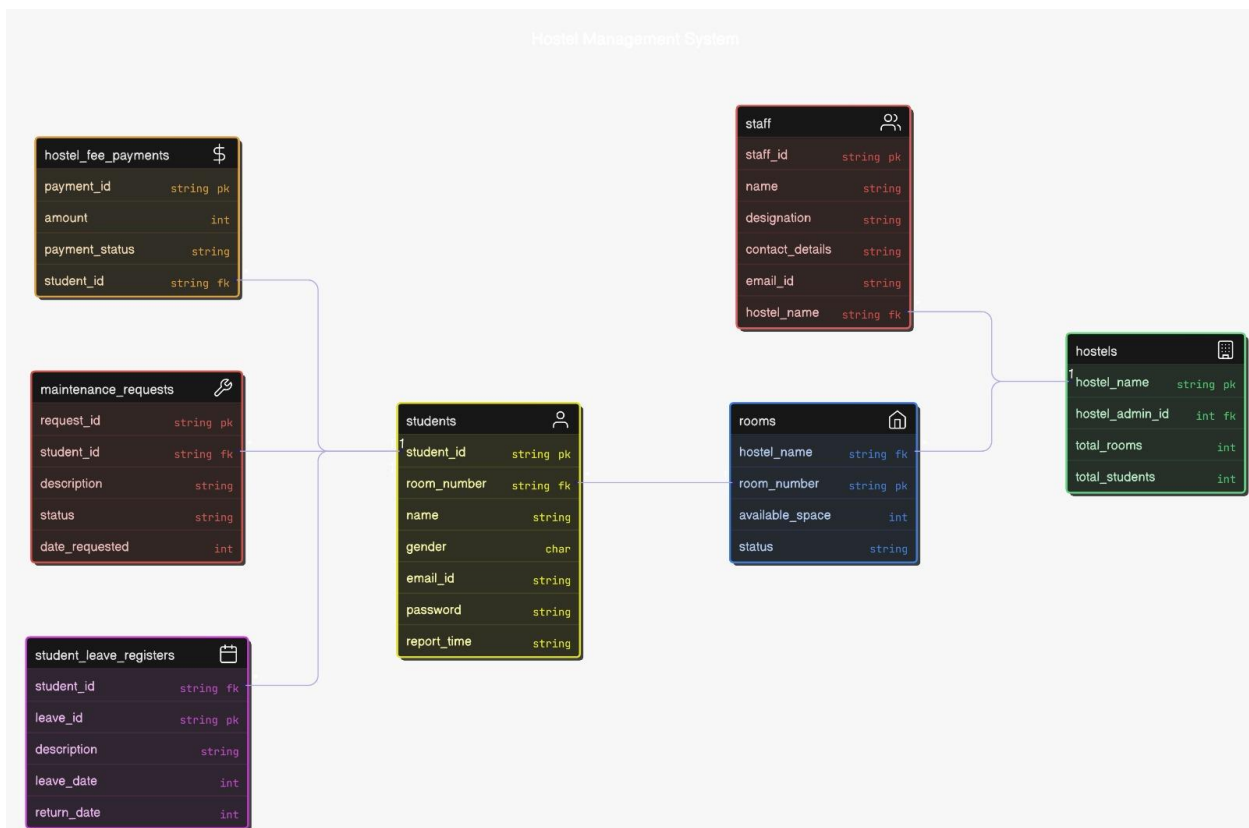 Hostel Management System
hostel_fee_payments
payment_id string pk
amount int
payment_status string
student_id string fk
maintenance_requests
request_id string pk
student_id string fk
description string
status string
date_requested int
student_leave_registers
student_id string fk
leave_id string pk
description string
leave_date int
return_date int
students
1
student_id string pk
room_number string fk
name string
gender char
email_id string
password string
report_time string
staff
staff_id string pk
name string
designation string
contact_details string
email_id string
hostel_name string fk
rooms
hostel_name string fk
room_number string pk
available_space int
status string
hostels
1
hostel_name string pk
hostel_admin_id int fk
total_rooms int
total_students int